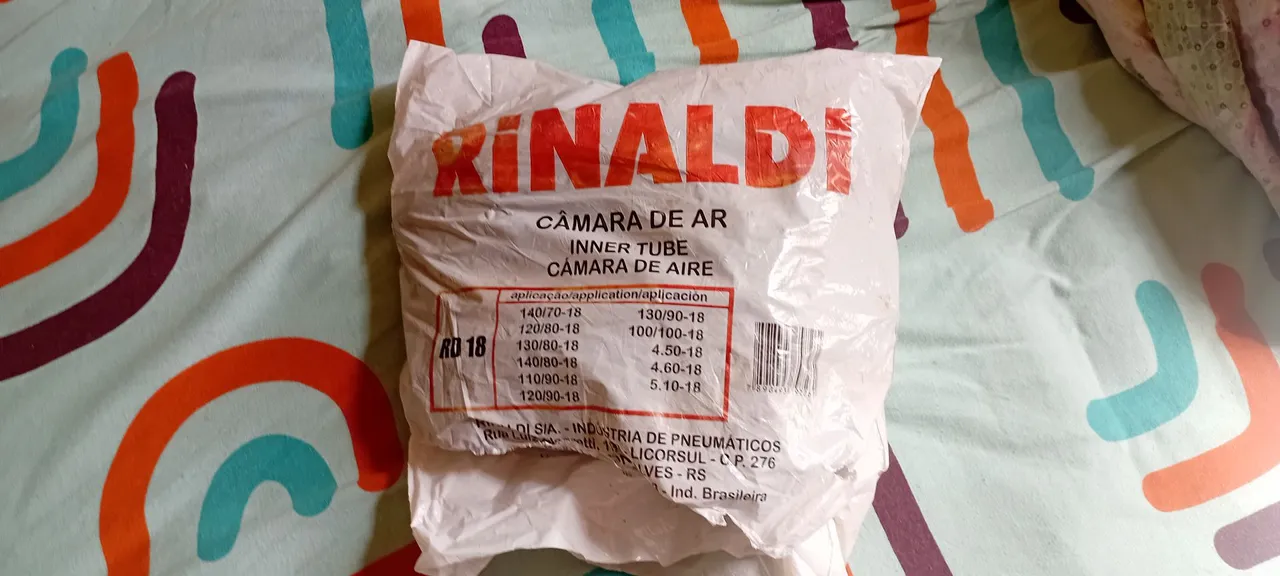 RiNALDI
CÂMARA DE AR
INNER TUBE
CÁMARA DE AIRE
RD 18
aplicação/application/aplicación
140/70-18 130/90-18
120/80-18 100/100-18
130/80-18 4.50-18
140/80-18 4.60-18
110/90-18 5.10-18
120/90-18
S/A. - INDÚSTRIA DE PNEUMÁTICOS
Rua Luiz LICORSUL - C.P. 276
- RS
- Ind. Brasileira